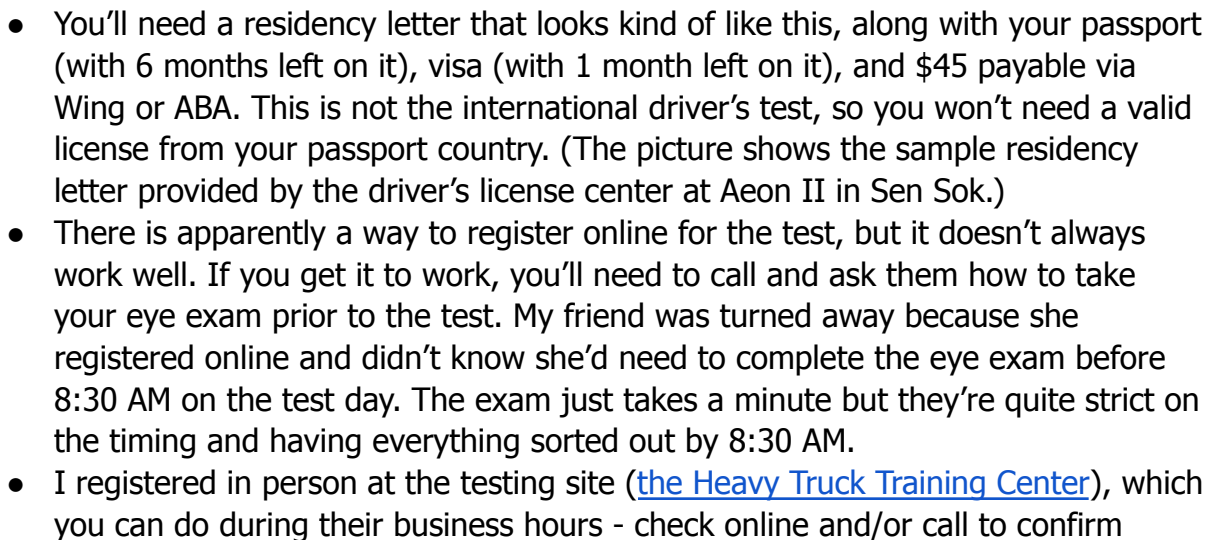 ● You’ll need a residency letter that looks kind of like this, along with your passport
(with 6 months left on it), visa (with 1 month left on it), and $45 payable via
Wing or ABA. This is not the international driver’s test, so you won’t need a valid
license from your passport country. (The picture shows the sample residency
letter provided by the driver’s license center at Aeon II in Sen Sok.)
● There is apparently a way to register online for the test, but it doesn’t always
work well. If you get it to work, you’ll need to call and ask them how to take
your eye exam prior to the test. My friend was turned away because she
registered online and didn’t know she’d need to complete the eye exam before
8:30 AM on the test day. The exam just takes a minute but they’re quite strict on
the timing and having everything sorted out by 8:30 AM.
● I registered in person at the testing site (the Heavy Truck Training Center), which
you can do during their business hours - check online and/or call to confirm